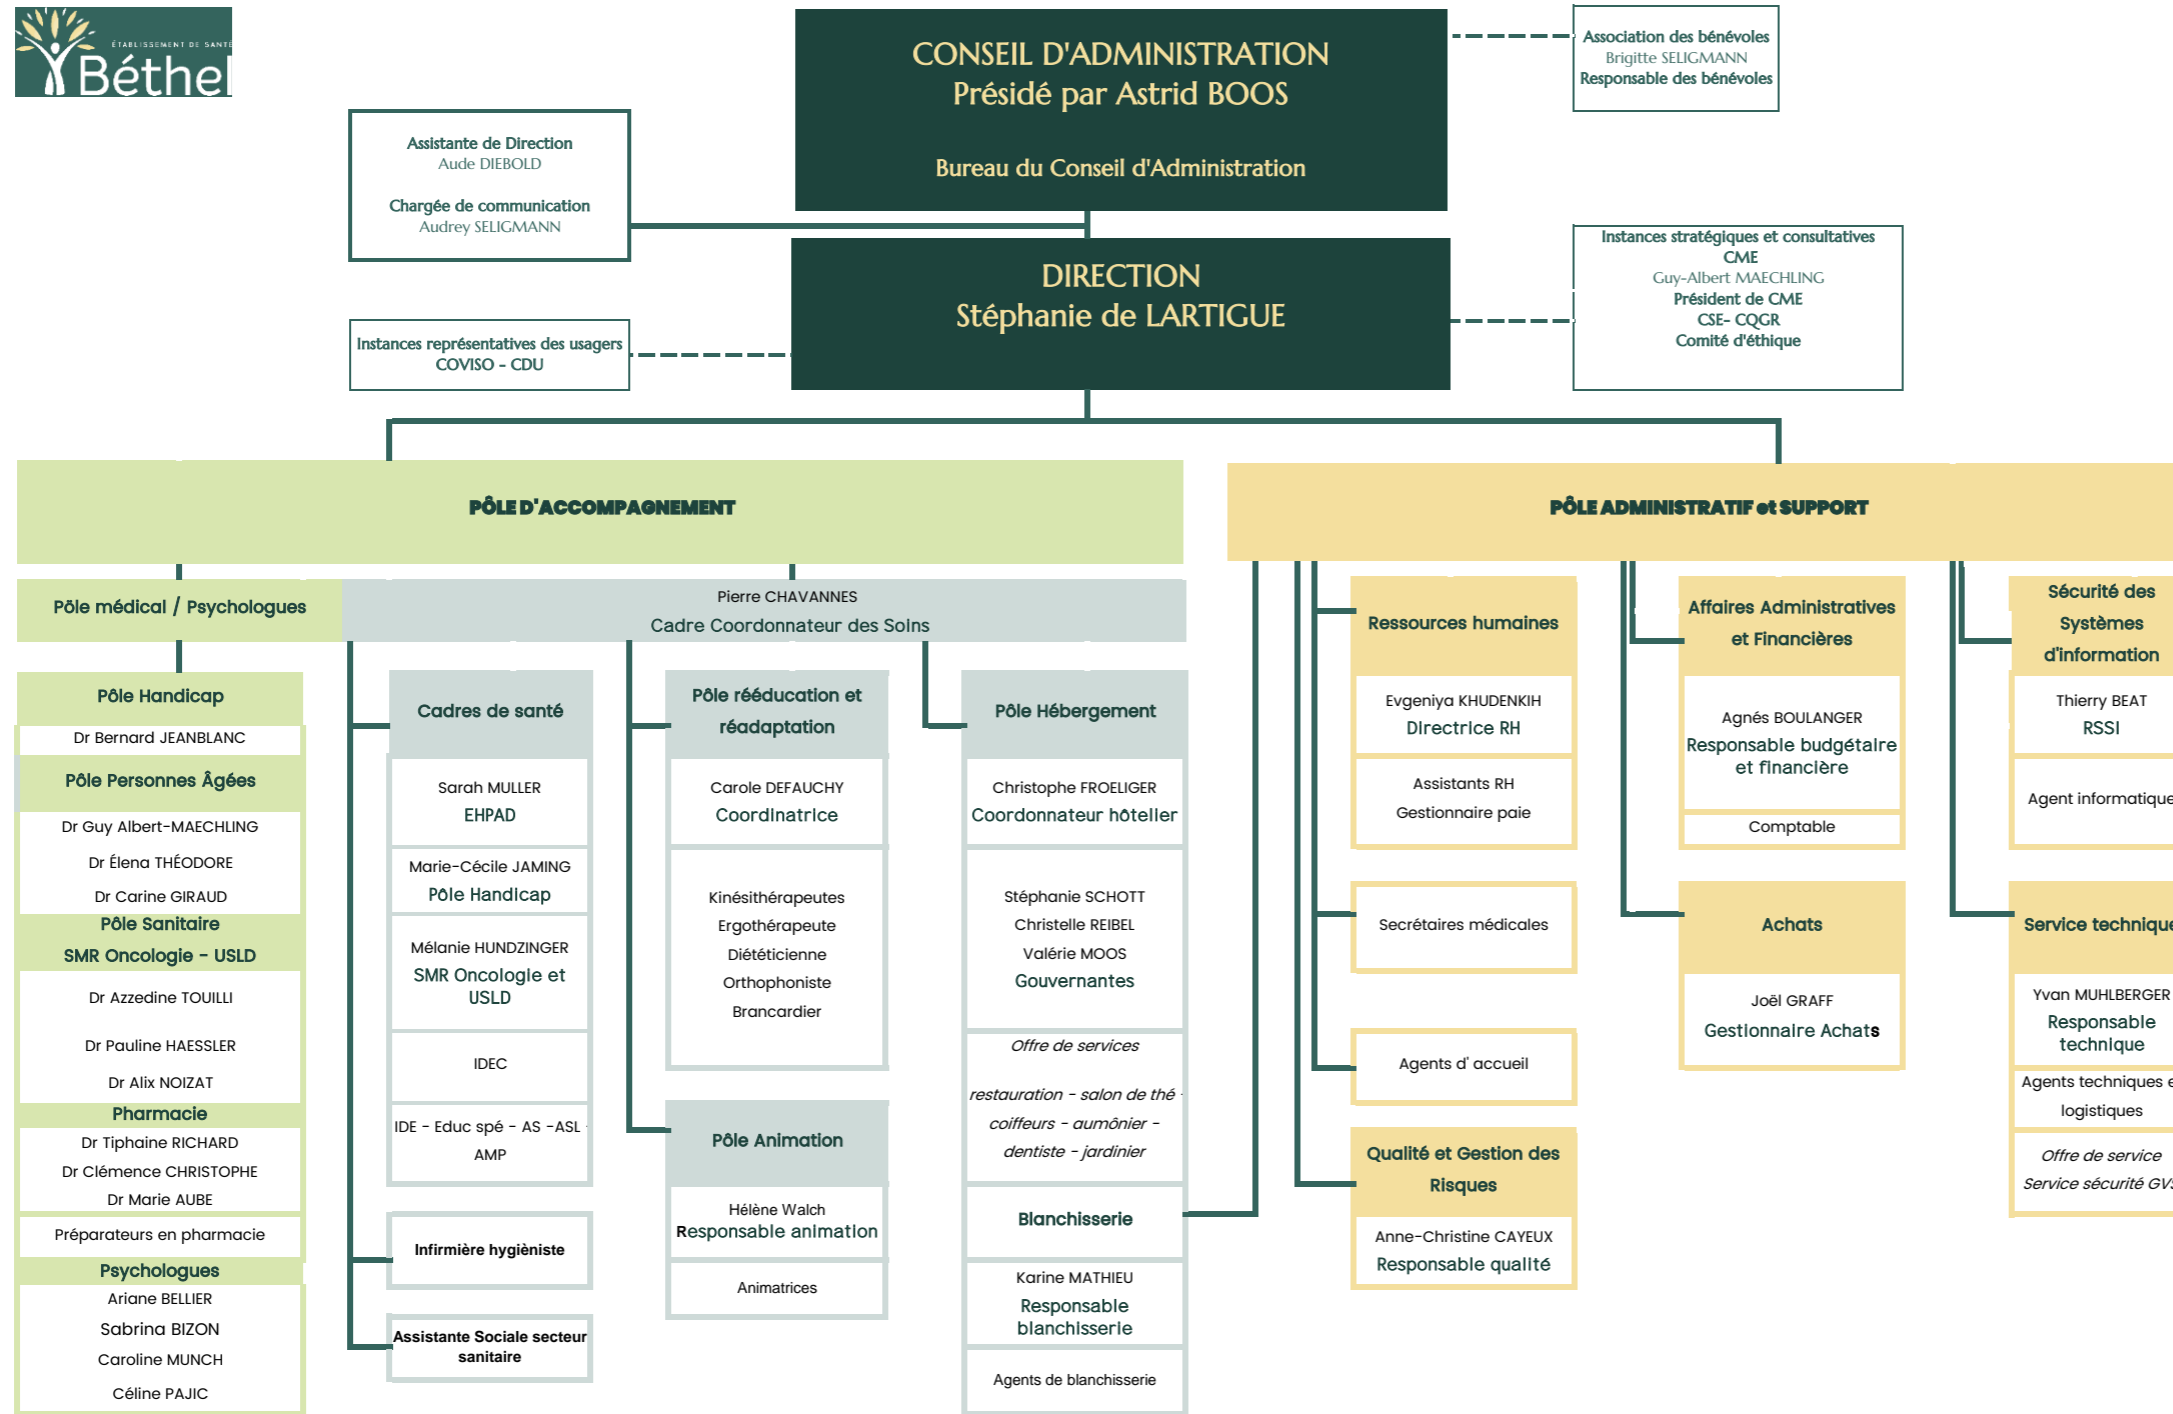 ÉTABLISSEMENT DE SANTÉ
Béthel
CONSEIL D'ADMINISTRATION
Présidé par Astrid BOOS
Bureau du Conseil d'Administration
Association des bénévoles
Brigitte SELIGMANN
Responsable des bénévoles
Assistante de Direction
Aude DIEBOLD
Chargée de communication
Audrey SELIGMANN
DIRECTION
Stéphanie de LARTIGUE
Instances stratégiques et consultatives
CME
Guy-Albert MAECHLING
Président de CME
CSE- CQGR
Comité d'éthique
Instances représentatives des usagers
COVISO - CDU
PÔLE D'ACCOMPAGNEMENT
Pôle médical / Psychologues
Pierre CHAVANNES
Cadre Coordonnateur des Soins
Pôle Handicap
Dr Bernard JEANBLANC
Pôle Personnes Âgées
Dr Guy Albert-MAECHLING
Dr Élena THÉODORE
Dr Carine GIRAUD
Pôle Sanitaire
SMR Oncologie - USLD
Dr Azzedine TOUILLI
Dr Pauline HAESSLER
Dr Alix NOIZAT
Pharmacie
Dr Tiphaine RICHARD
Dr Clémence CHRISTOPHE
Dr Marie AUBE
Préparateurs en pharmacie
Psychologues
Ariane BELLIER
Sabrina BIZON
Caroline MUNCH
Céline PAJIC
Cadres de santé
Sarah MULLER
EHPAD
Marie-Cécile JAMING
Pôle Handicap
Mélanie HUNDZINGER
SMR Oncologie et
USLD
IDEC
IDE - Educ spé - AS -ASL -
AMP
Infirmière hygièniste
Assistante Sociale secteur
sanitaire
Pôle rééducation et
réadaptation
Carole DEFAUCHY
Coordinatrice
Kinésithérapeutes
Ergothérapeute
Diététicienne
Orthophoniste
Brancardier
Pôle Animation
Hélène Walch
Responsable animation
Animatrices
Pôle Hébergement
Christophe FROELIGER
Coordonnateur hôtelier
Stéphanie SCHOTT
Christelle REIBEL
Valérie MOOS
Gouvernantes
Offre de services
restauration - salon de thé -
coiffeurs - aumônier -
dentiste - jardinier
Blanchisserie
Karine MATHIEU
Responsable
blanchisserie
Agents de blanchisserie
PÔLE ADMINISTRATIF et SUPPORT
Ressources humaines
Evgeniya KHUDENKIH
Directrice RH
Assistants RH
Gestionnaire paie
Secrétaires médicales
Agents d' accueil
Qualité et Gestion des
Risques
Anne-Christine CAYEUX
Responsable qualité
Affaires Administratives
et Financières
Agnés BOULANGER
Responsable budgétaire
et financière
Comptable
Achats
Joël GRAFF
Gestionnaire Achats
Sécurité des
Systèmes
d'information
Thierry BEAT
RSSI
Agent informatique
Service technique
Yvan MUHLBERGER
Responsable
technique
Agents techniques e
logistiques
Offre de service
Service sécurité GVS